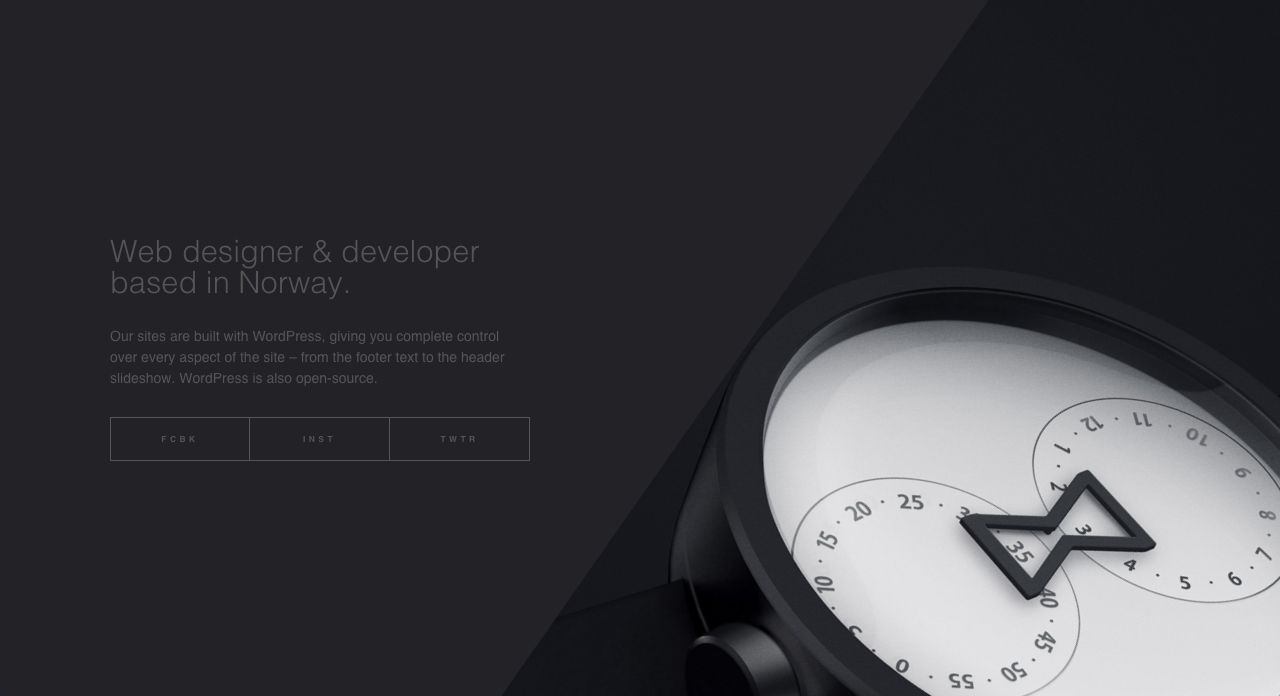 Web designer & developer
based in Norway.
Our sites are built with WordPress, giving you complete control
over every aspect of the site – from the footer text to the header
slideshow. WordPress is also open-source.
FCBK INST TWTR
12 · 11 · 10 · 9 · 8 · 7 · 6 · 5 · 4 3 2 · 1 ·
0 · 55 · 50 · 45 · 40 35 25 · 20 · 15 · 10 ·